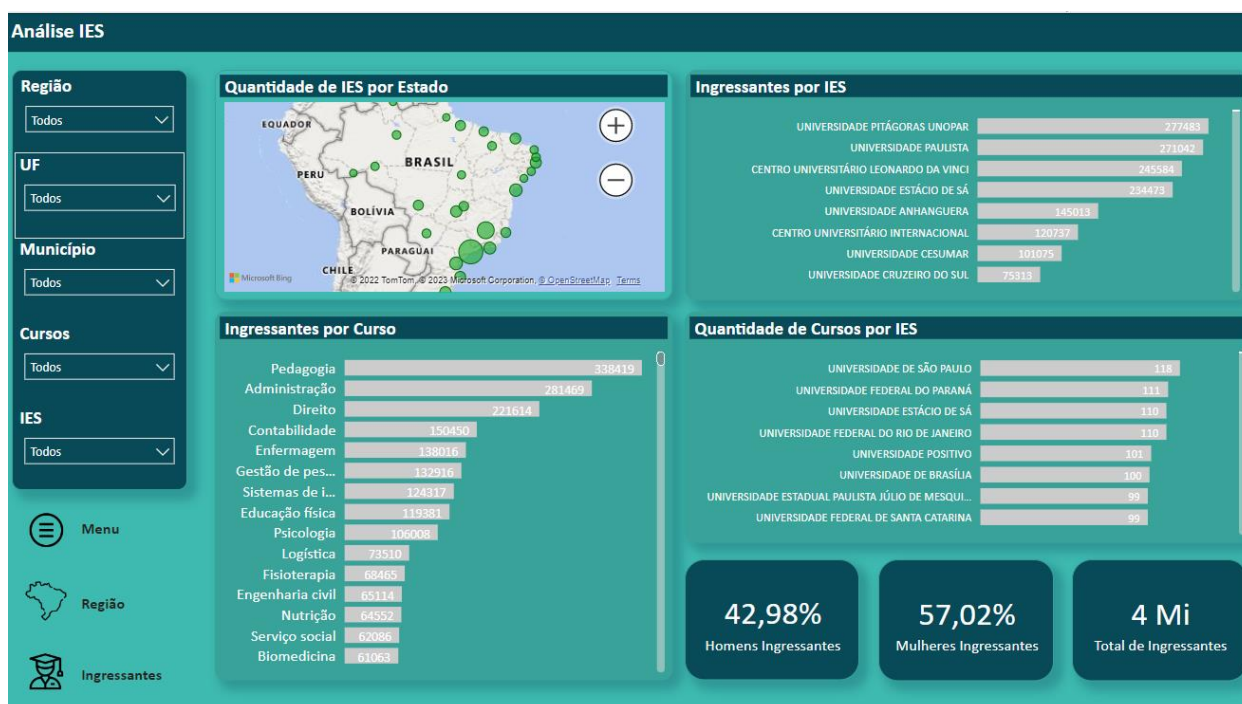 Análise IES
Região
Todos
UF
Todos
Município
Todos
Cursos
Todos
IES
Todos
Menu
Região
Ingressantes
Quantidade de IES por Estado
EQUADOR
BRASIL
PERU
BOLÍVIA
PARAGUAI
CHILE
Microsoft Bing
© 2022 TomTom, © 2023 Microsoft Corporation, © OpenStreetMap Terms
Ingressantes por IES
UNIVERSIDADE PITÁGORAS UNOPAR 277483
UNIVERSIDADE PAULISTA 271042
CENTRO UNIVERSITÁRIO LEONARDO DA VINCI 245584
UNIVERSIDADE ESTÁCIO DE SÁ 234473
UNIVERSIDADE ANHANGUERA 145013
CENTRO UNIVERSITÁRIO INTERNACIONAL 120737
UNIVERSIDADE CESUMAR 101075
UNIVERSIDADE CRUZEIRO DO SUL 75313
Ingressantes por Curso
Pedagogia 338419
Administração 281469
Direito 221614
Contabilidade 150450
Enfermagem 138016
Gestão de pes... 132916
Sistemas de i... 124317
Educação física 119381
Psicologia 106008
Logística 73510
Fisioterapia 68465
Engenharia civil 65114
Nutrição 64552
Serviço social 62086
Biomedicina 61063
Quantidade de Cursos por IES
UNIVERSIDADE DE SÃO PAULO 118
UNIVERSIDADE FEDERAL DO PARANÁ 111
UNIVERSIDADE ESTÁCIO DE SÁ 110
UNIVERSIDADE FEDERAL DO RIO DE JANEIRO 110
UNIVERSIDADE POSITIVO 101
UNIVERSIDADE DE BRASÍLIA 100
UNIVERSIDADE ESTADUAL PAULISTA JÚLIO DE MESQUI... 99
UNIVERSIDADE FEDERAL DE SANTA CATARINA 99
42,98%
Homens Ingressantes
57,02%
Mulheres Ingressantes
4 Mi
Total de Ingressantes